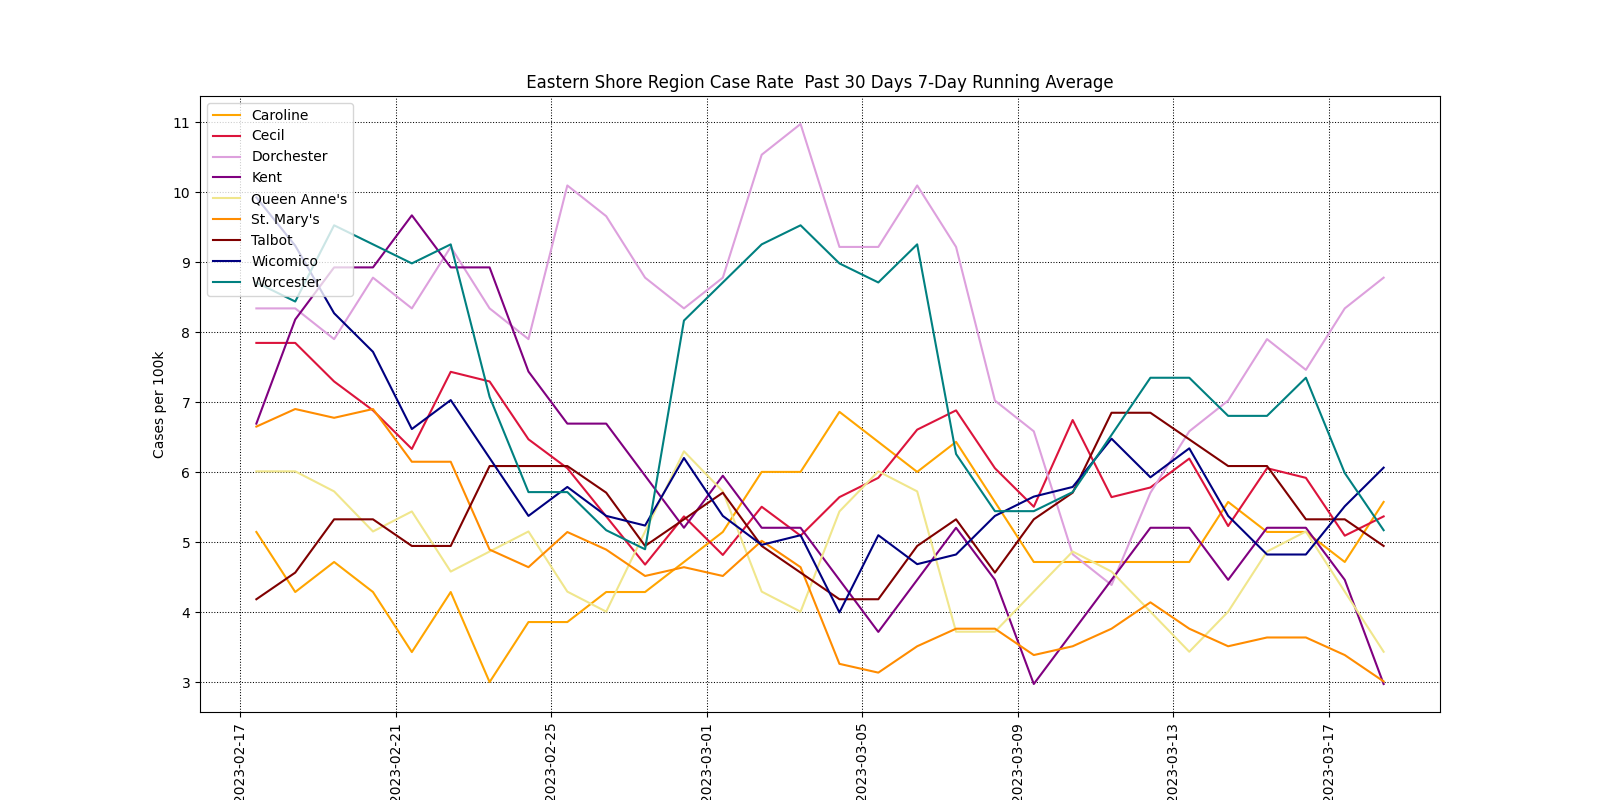 Eastern Shore Region Case Rate  Past 30 Days 7-Day Running Average
Cases per 100k
11
10
9
8
7
6
5
4
3
Caroline
Cecil
Dorchester
Kent
Queen Anne's
St. Mary's
Talbot
Wicomico
Worcester
2023-02-17
2023-02-21
2023-02-25
2023-03-01
2023-03-05
2023-03-09
2023-03-13
2023-03-17